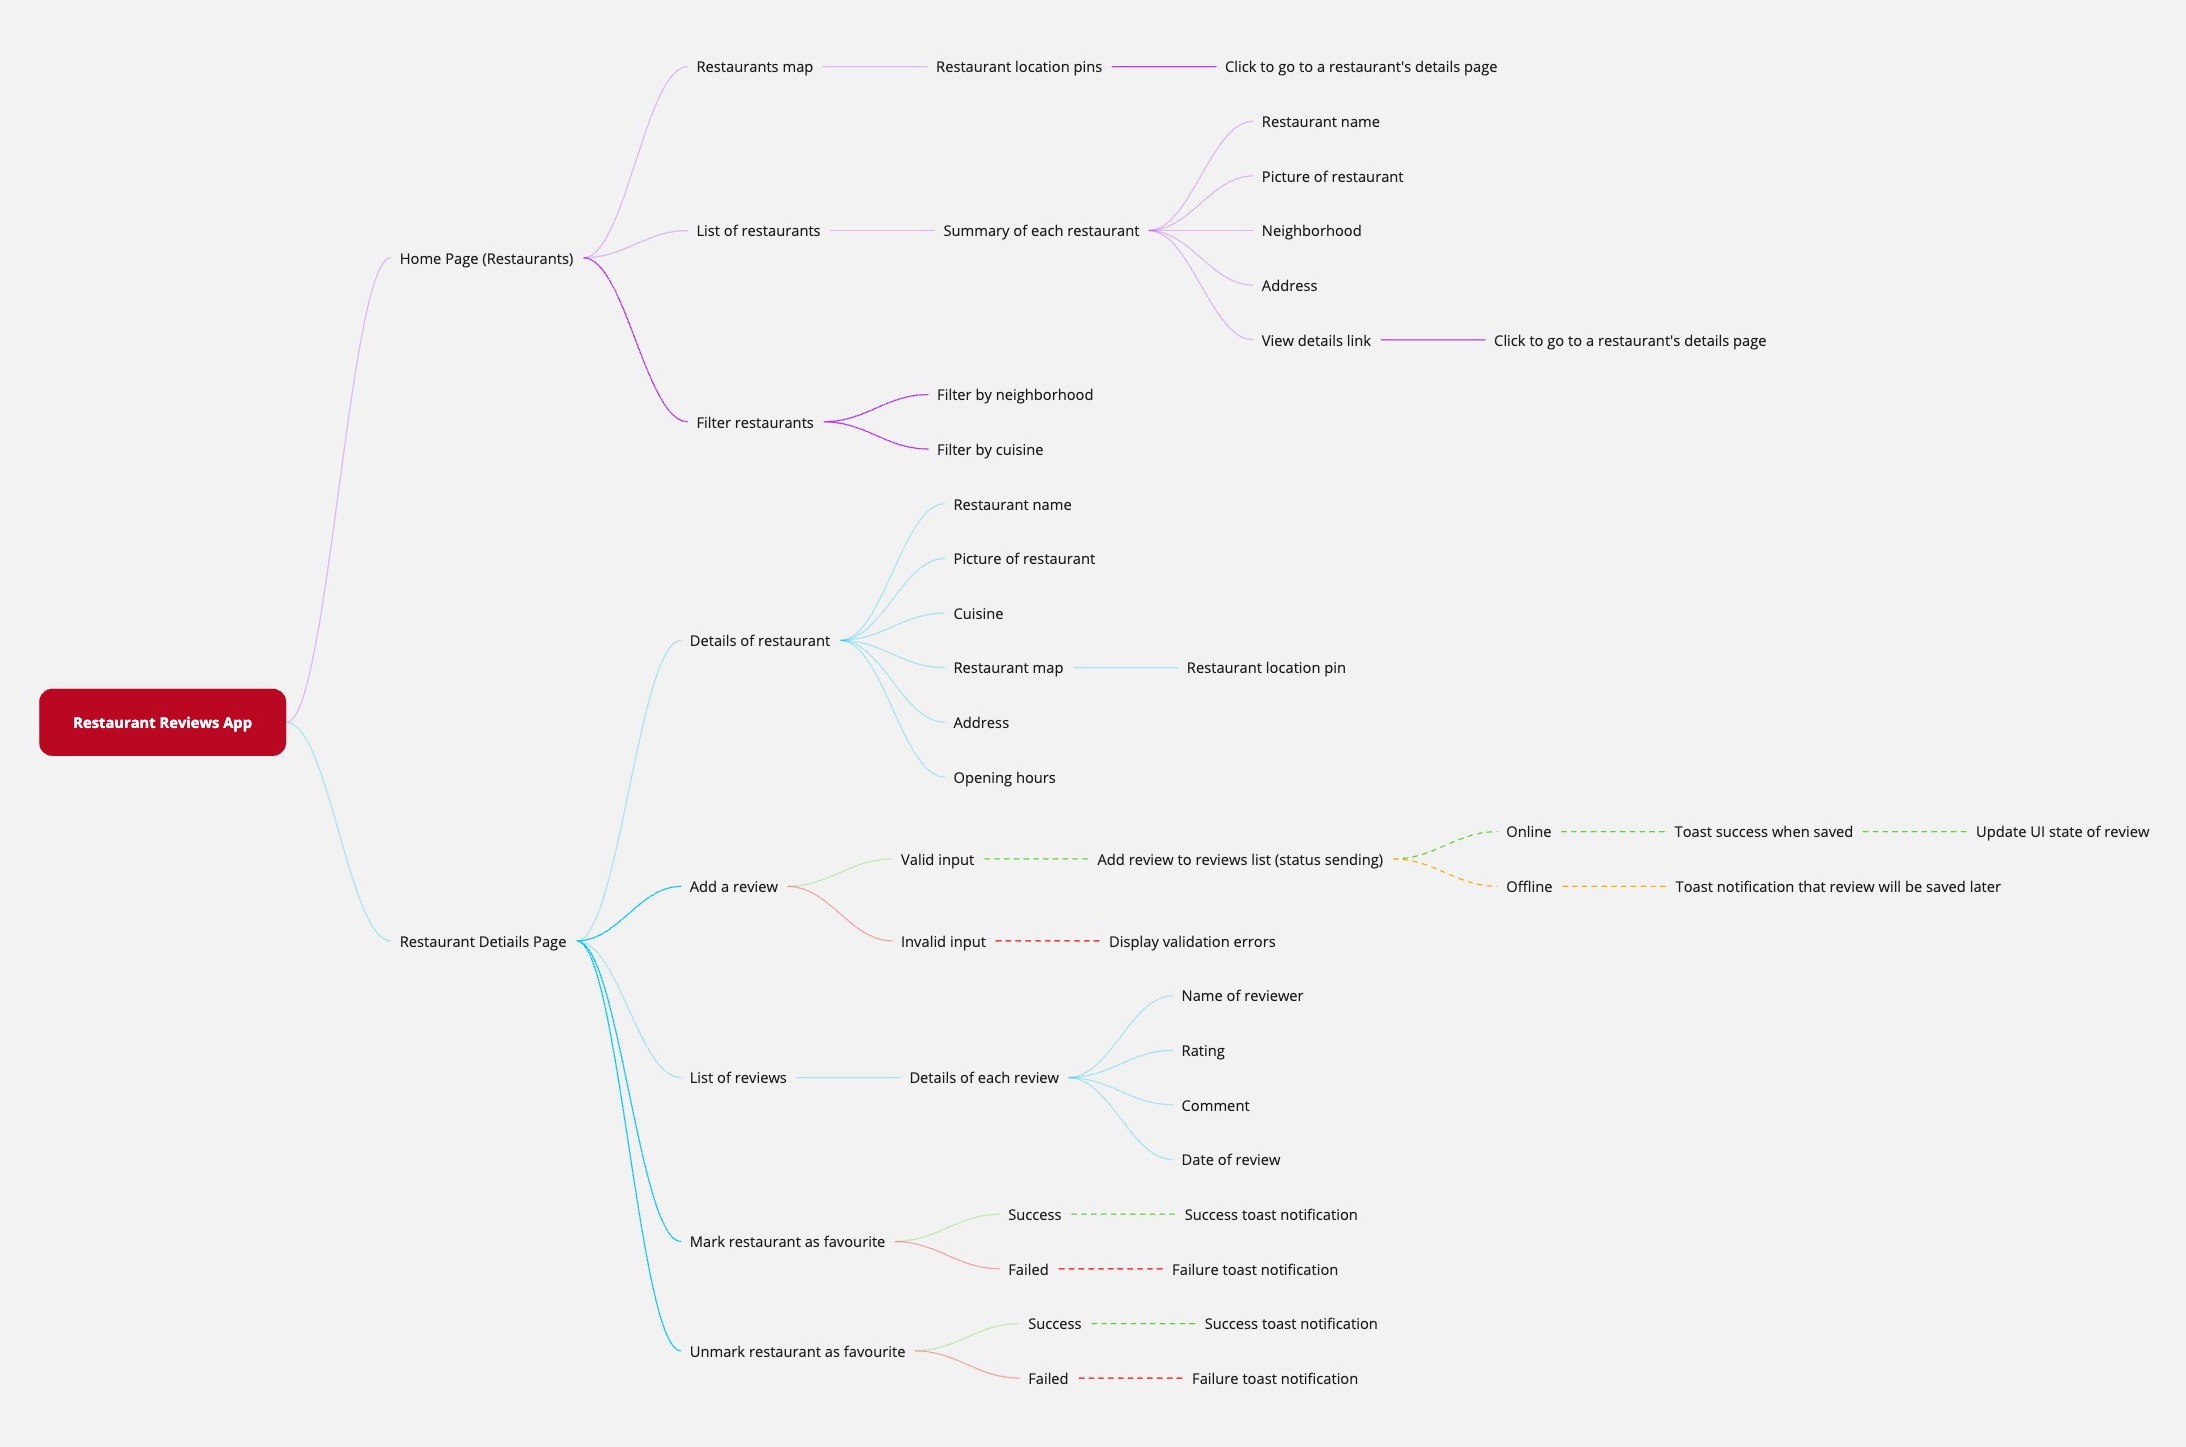 Restaurants map
Restaurant location pins
Click to go to a restaurant's details page
Restaurant name
Picture of restaurant
List of restaurants
Summary of each restaurant
Neighborhood
Home Page (Restaurants)
Address
View details link
Click to go to a restaurant's details page
Filter by neighborhood
Filter restaurants
Filter by cuisine
Restaurant name
Picture of restaurant
Cuisine
Details of restaurant
Restaurant map
Restaurant location pin
Restaurant Reviews App
Address
Opening hours
Online
Toast success when saved
Update UI state of review
Valid input
Add review to reviews list (status sending)
Add a review
Offline
Toast notification that review will be saved later
Restaurant Detiails Page
Invalid input
Display validation errors
Name of reviewer
Rating
List of reviews
Details of each review
Comment
Date of review
Success
Success toast notification
Mark restaurant as favourite
Failed
Failure toast notification
Success
Success toast notification
Unmark restaurant as favourite
Failed
Failure toast notification